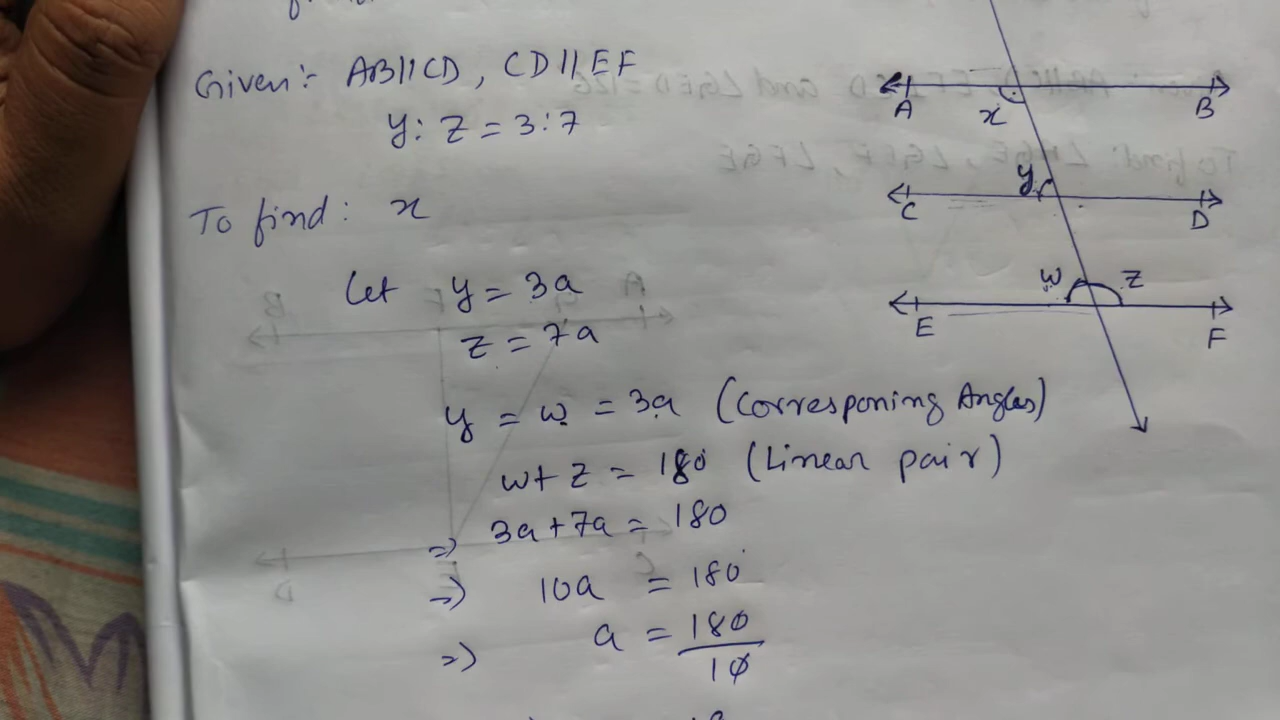 Given:- AB||CD, CD||EF
y: z = 3:7
To find: x
Let y = 3a
z = 7a
y = w = 3a (Corresponing Angles)
w+ z = 180 (Linear pair)
=) 3a+7a = 180
=) 10a = 180
=) a = 180
10
A
x
B
y
C
D
w
z
E
F